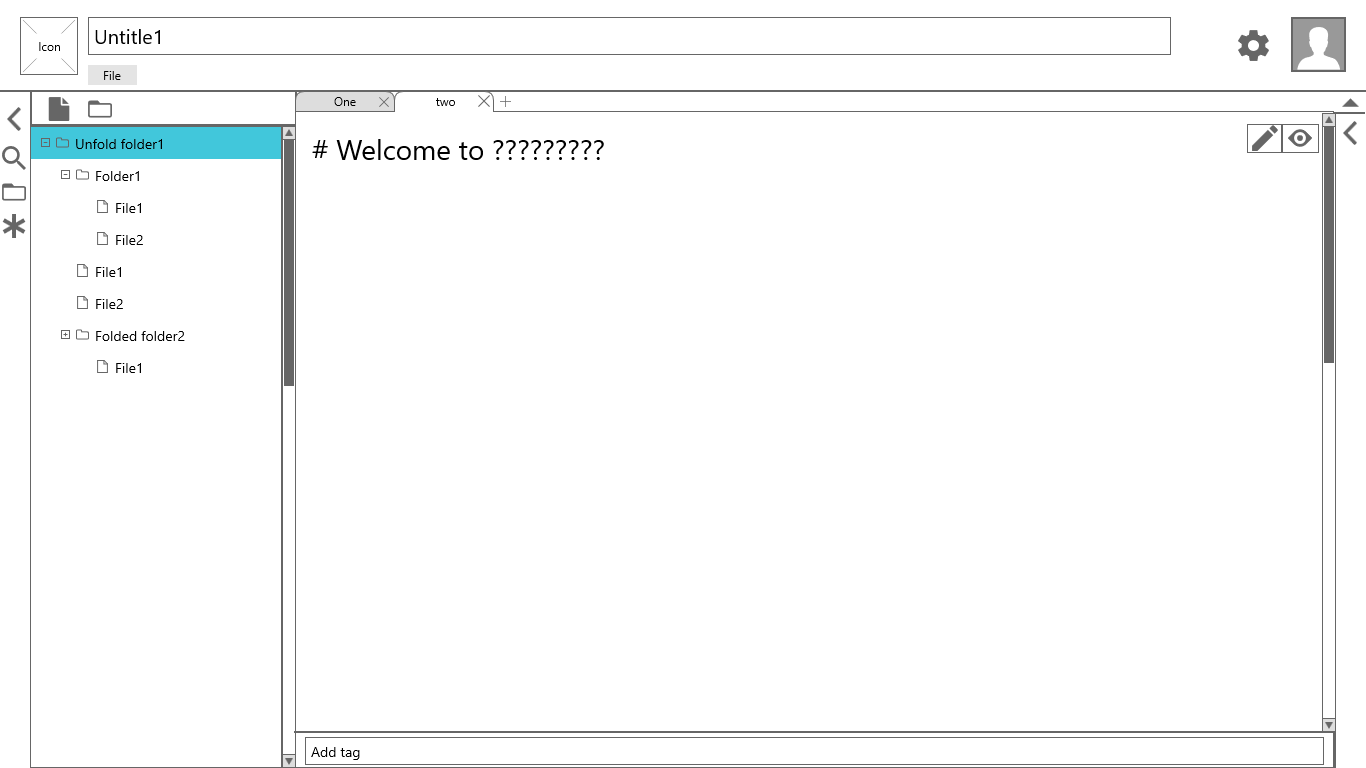 Icon
Untitle1
File
One
two
Unfold folder1
Folder1
File1
File2
File1
File2
Folded folder2
File1
# Welcome to ?????????
Add tag